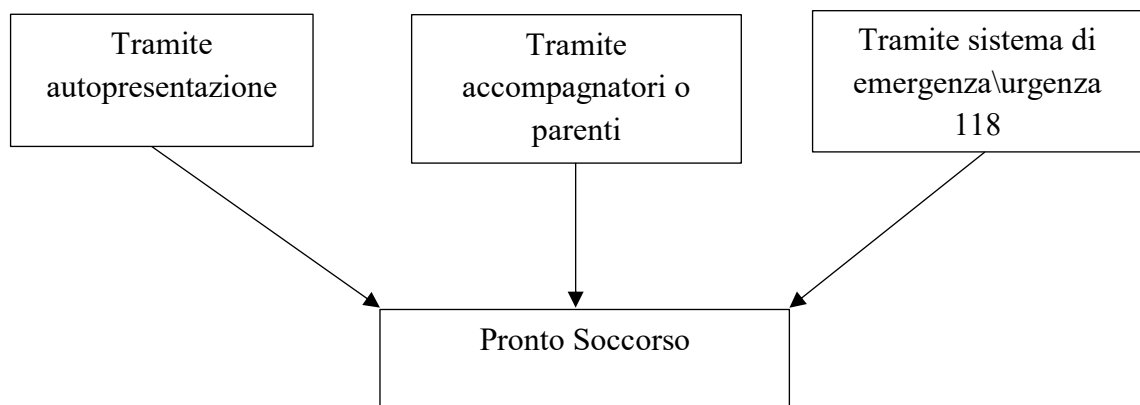 Tramite
autopresentazione
Tramite
accompagnatori o
parenti
Tramite sistema di
emergenza\urgenza
118
Pronto Soccorso